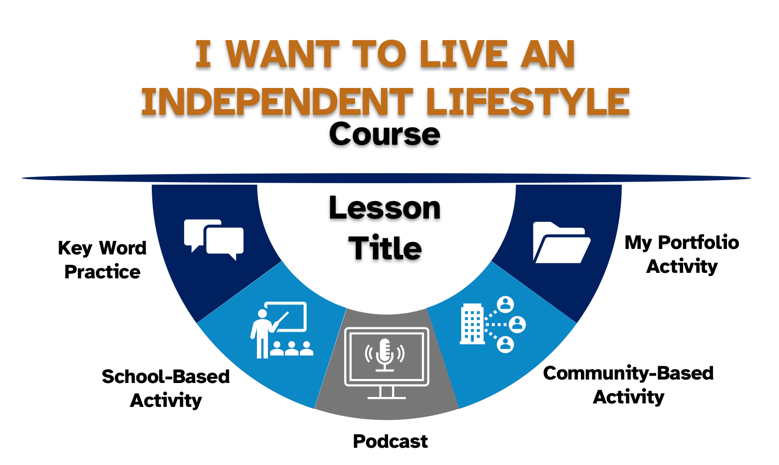 I WANT TO LIVE AN
INDEPENDENT LIFESTYLE
Course
Lesson
Title
Key Word
Practice
My Portfolio
Activity
School-Based
Activity
Community-Based
Activity
Podcast